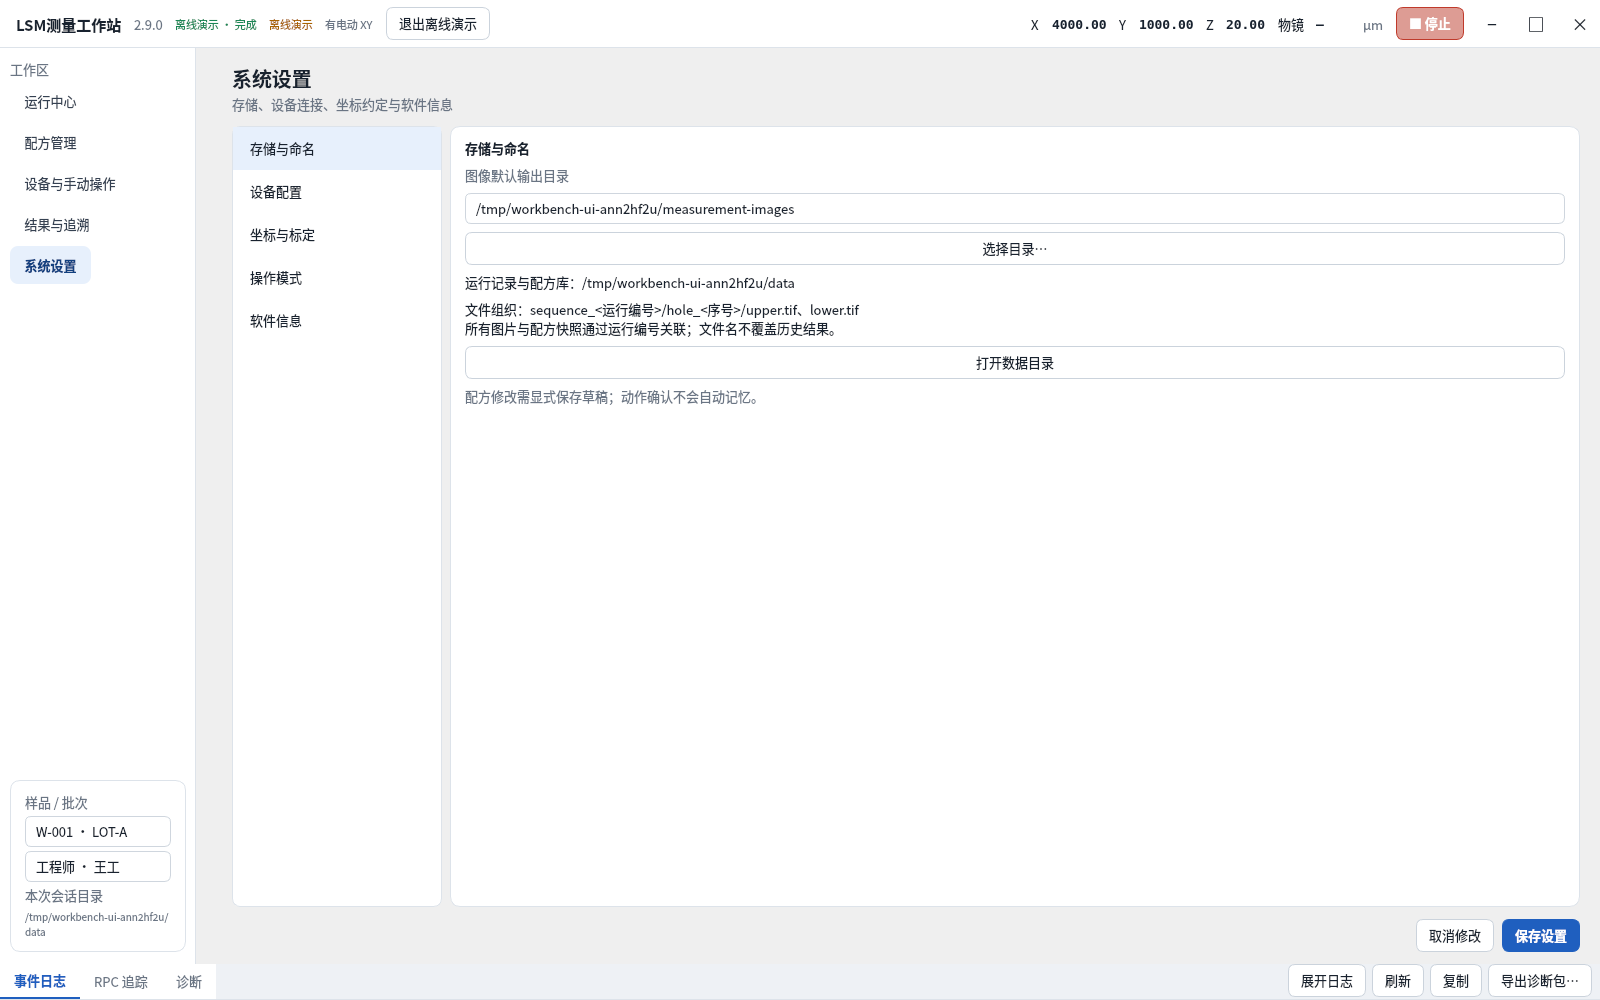 LSM测量工作站 2.9.0 离线演示 · 完成 离线演示 有电动 XY 退出离线演示 X 4000.00 Y 1000.00 Z 20.00 物镜 — μm 停止
工作区
运行中心
配方管理
设备与手动操作
结果与追溯
系统设置
样品 / 批次
W-001 · LOT-A
工程师 · 王工
本次会话目录
/tmp/workbench-ui-ann2hf2u/
data
系统设置
存储、设备连接、坐标约定与软件信息
存储与命名
设备配置
坐标与标定
操作模式
软件信息
存储与命名
图像默认输出目录
/tmp/workbench-ui-ann2hf2u/measurement-images
选择目录…
运行记录与配方库：/tmp/workbench-ui-ann2hf2u/data
文件组织：sequence_<运行编号>/hole_<序号>/upper.tif、lower.tif
所有图片与配方快照通过运行编号关联；文件名不覆盖历史结果。
打开数据目录
配方修改需显式保存草稿；动作确认不会自动记忆。
取消修改 保存设置
事件日志 RPC 追踪 诊断 展开日志 刷新 复制 导出诊断包…